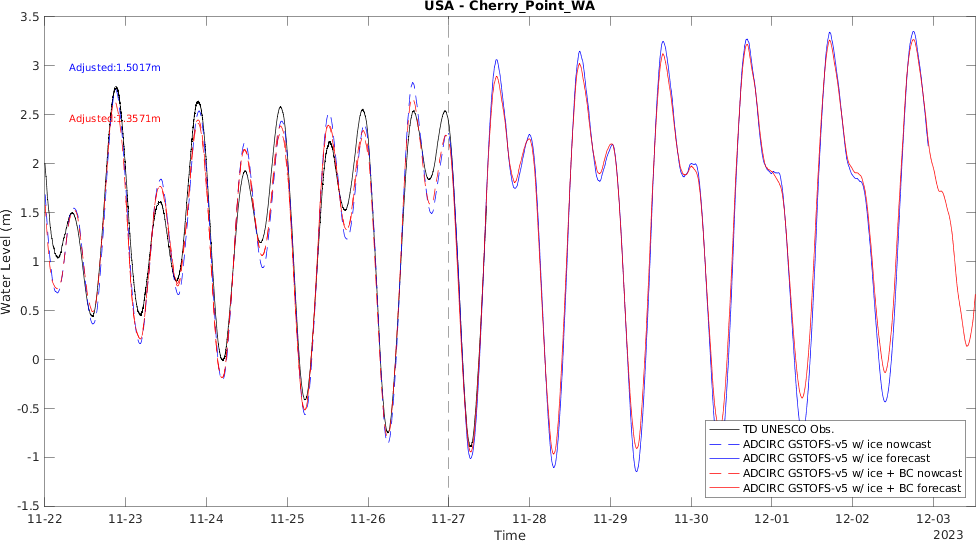 USA - Cherry_Point_WA
3.5
3
2.5
2
1.5
1
0.5
0
-0.5
-1
-1.5
Water Level (m)
Adjusted:1.5017m
Adjusted:1.3571m
TD UNESCO Obs.
ADCIRC GSTOFS-v5 w/ ice nowcast
ADCIRC GSTOFS-v5 w/ ice forecast
ADCIRC GSTOFS-v5 w/ ice + BC nowcast
ADCIRC GSTOFS-v5 w/ ice + BC forecast
11-22 11-23 11-24 11-25 11-26 11-27 11-28 11-29 11-30 12-01 12-02 12-03
Time
2023